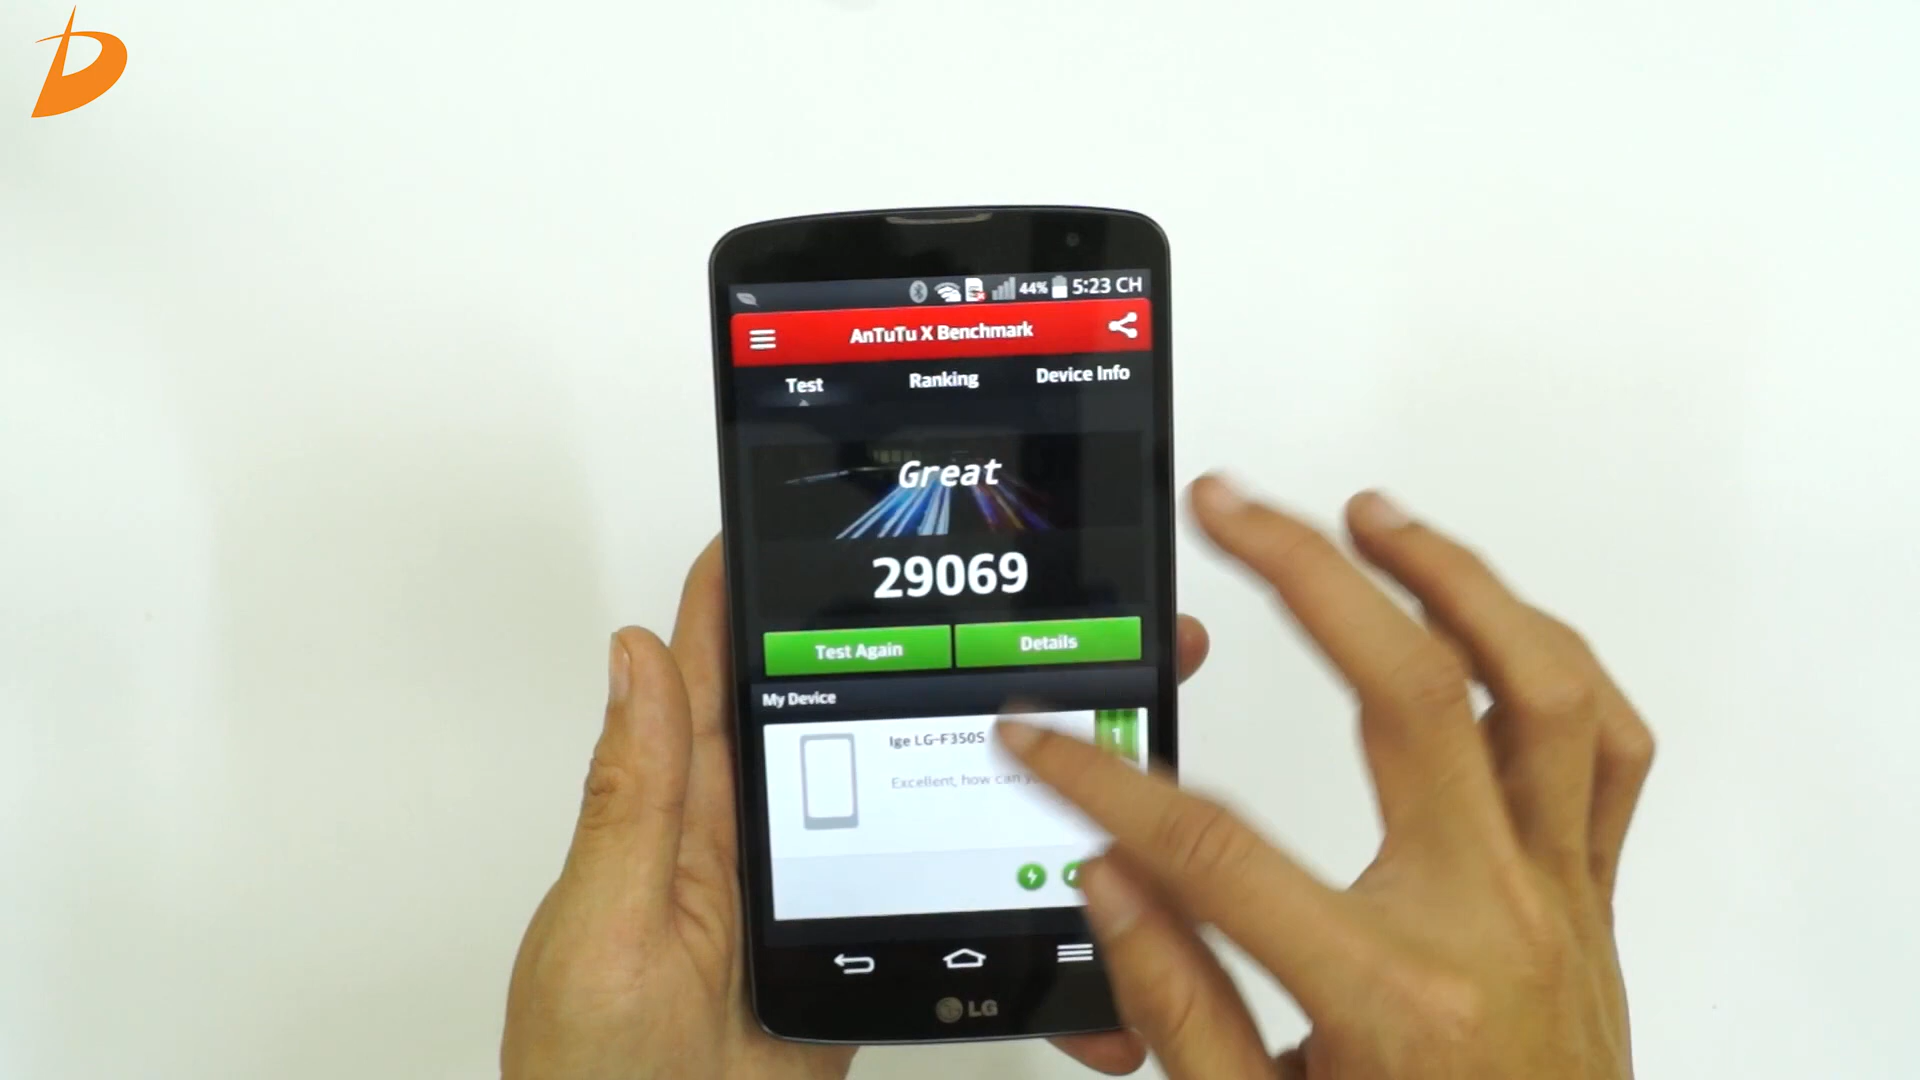 44% 5:23 CH
AnTuTu X Benchmark
Test Ranking Device Info
Great
29069
Test Again Details
My Device
lge LG-F350S
1
Excellent, how can
LG